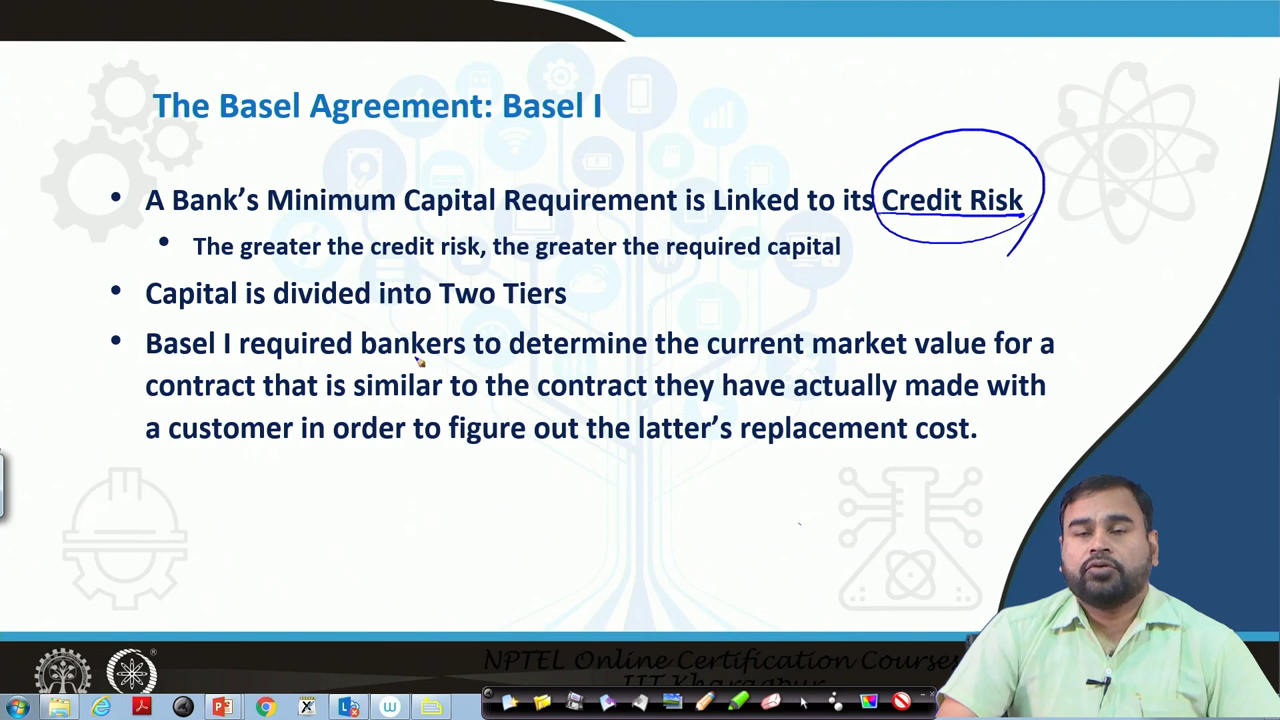 The Basel Agreement: Basel I
• A Bank’s Minimum Capital Requirement is Linked to its Credit Risk
• The greater the credit risk, the greater the required capital
• Capital is divided into Two Tiers
• Basel I required bankers to determine the current market value for a
contract that is similar to the contract they have actually made with
a customer in order to figure out the latter’s replacement cost.
NPTEL Online Certification Courses
IIT Kharagpur